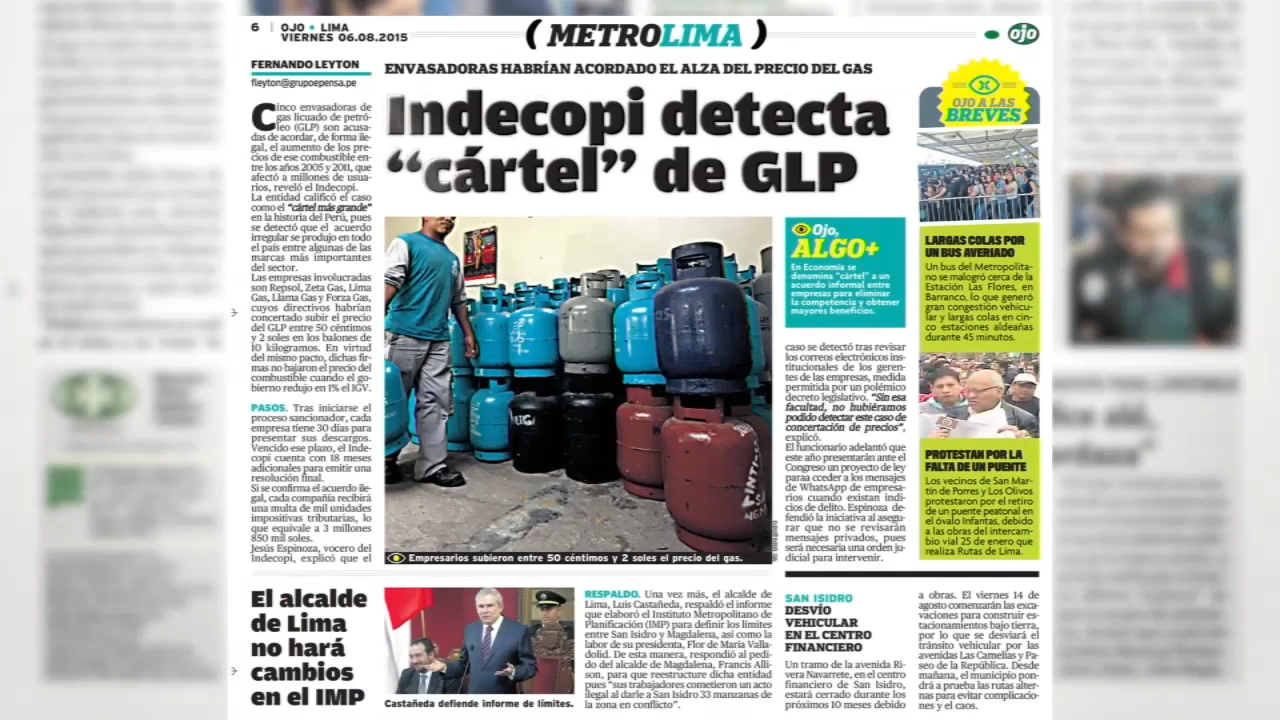 6
OJO • LIMA
VIERNES 06.08.2015
( METROLIMA )
ojo
FERNANDO LEYTON
fleyton@grupoepensa.pe
Cinco envasadoras de
gas licuado de petró-
leo (GLP) son acusa-
das de acordar, de forma ile-
gal, el aumento de los pre-
cios de ese combustible en-
tre los años 2005 y 2011, que
afectó a millones de usua-
rios, reveló el Indecopi.
La entidad calificó el caso
como el "cártel más grande"
en la historia del Perú, pues
se detectó que el acuerdo
irregular se produjo en todo
el país entre algunas de las
marcas más importantes
del sector.
Las empresas involucradas
son Repsol, Zeta Gas, Lima
Gas, Llama Gas y Forza Gas,
cuyos directivos habrían
concertado subir el precio
del GLP entre 50 céntimos
y 2 soles en los balones de
10 kilogramos. En virtud
del mismo pacto, dichas fir-
mas no bajaron el precio del
combustible cuando el go-
bierno redujo en 1% el IGV.
PASOS. Tras iniciarse el
proceso sancionador, cada
empresa tiene 30 días para
presentar sus descargos.
Vencido ese plazo, el Inde-
copi cuenta con 18 meses
adicionales para emitir una
resolución final.
Si se confirma el acuerdo ile-
gal, cada compañía recibirá
una multa de mil unidades
impositivas tributarias, lo
que equivale a 3 millones
850 mil soles.
Jesús Espinoza, vocero del
Indecopi, explicó que el
ENVASADORAS HABRÍAN ACORDADO EL ALZA DEL PRECIO DEL GAS
Indecopi detecta
“cártel” de GLP
Empresarios subieron entre 50 céntimos y 2 soles el precio del gas.
Ojo,
ALGO+
En Economía se
denomina “cártel” a un
acuerdo informal entre
empresas para eliminar
la competencia y obtener
mayores beneficios.
caso se detectó tras revisar
los correos electrónicos ins-
titucionales de los gerentes
de las empresas, medida
permitida por un polémico
decreto legislativo. “Sin esa
facultad, no hubiéramos
podido detectar este caso de
concertación de precios”,
explicó.
El funcionario adelantó que
este año presentarán ante el
Congreso un proyecto de ley
paraa cceder a los mensajes
de WhatsApp de empresa-
rios cuando existan indi-
cios de delito. Espinoza de-
fendió la iniciativa al asegu-
rar que no se revisarán
mensajes privados, pues
será necesaria una orden ju-
dicial para intervenir.
OJO A LAS
BREVES
LARGAS COLAS POR
UN BUS AVERIADO
Un bus del Metropolita-
no se malogró cerca de la
Estación Las Flores, en
Barranco, lo que generó
gran congestión vehicu-
lar y largas colas en cin-
co estaciones aldeañas
durante 45 minutos.
PROTESTAN POR LA
FALTA DE UN PUENTE
Los vecinos de San Mar-
tín de Porres y Los Olivos
protestaron por el retiro
de un puente peatonal en
el óvalo Infantas, debido
a las obras del intercam-
bio vial 25 de enero que
realiza Rutas de Lima.
El alcalde
de Lima
no hará
cambios
en el IMP
Castañeda defiende informe de límites.
RESPALDO. Una vez más, el alcalde de
Lima, Luis Castañeda, respaldó el informe
que elaboró el Instituto Metropolitano de
Planificación (IMP) para definir los límites
entre San Isidro y Magdalena, así como la
labor de su presidenta, Flor de María Valla-
dolid. De esta manera, respondió al pedi-
do del alcalde de Magdalena, Francis Alli-
son, para que reestructure dicha entidad
pues “sus trabajadores cometieron un acto
ilegal al darle a San Isidro 33 manzanas de
la zona en conflicto”.
SAN ISIDRO
DESVÍO
VEHICULAR
EN EL CENTRO
FINANCIERO
Un tramo de la avenida Ri-
vera Navarrete, en el centro
financiero de San Isidro,
estará cerrado durante los
próximos 10 meses debido
a obras. El viernes 14 de
agosto comenzarán las exca-
vaciones para construir es-
tacionamientos bajo tierra,
por lo que se desviará el
tránsito vehicular por las
avenidas Las Camelias y Pa-
seo de la República. Desde
mañana, el municipio pon-
drá a prueba las rutas alter-
nas para evitar complicacio-
nes y el caos.